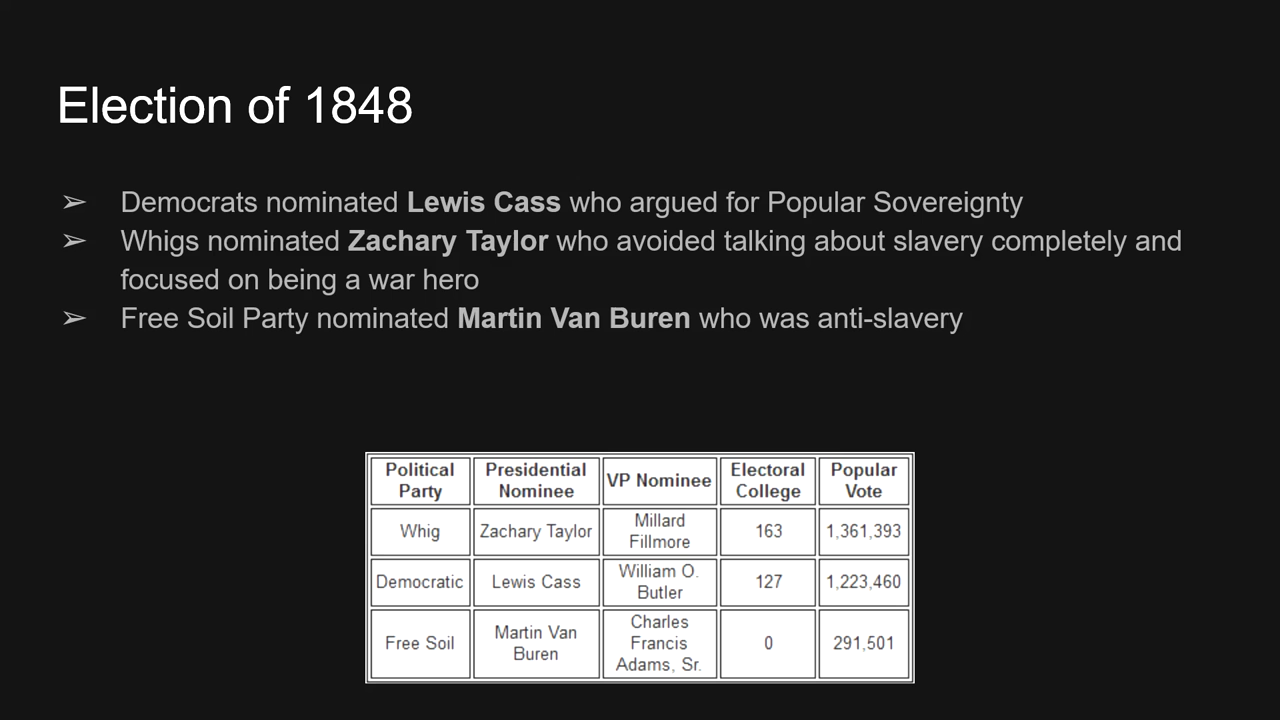 Election of 1848
➢ Democrats nominated Lewis Cass who argued for Popular Sovereignty
➢ Whigs nominated Zachary Taylor who avoided talking about slavery completely and
focused on being a war hero
➢ Free Soil Party nominated Martin Van Buren who was anti-slavery
Political Party Presidential Nominee VP Nominee Electoral College Popular Vote
Whig Zachary Taylor Millard Fillmore 163 1,361,393
Democratic Lewis Cass William O. Butler 127 1,223,460
Free Soil Martin Van Buren Charles Francis Adams, Sr. 0 291,501